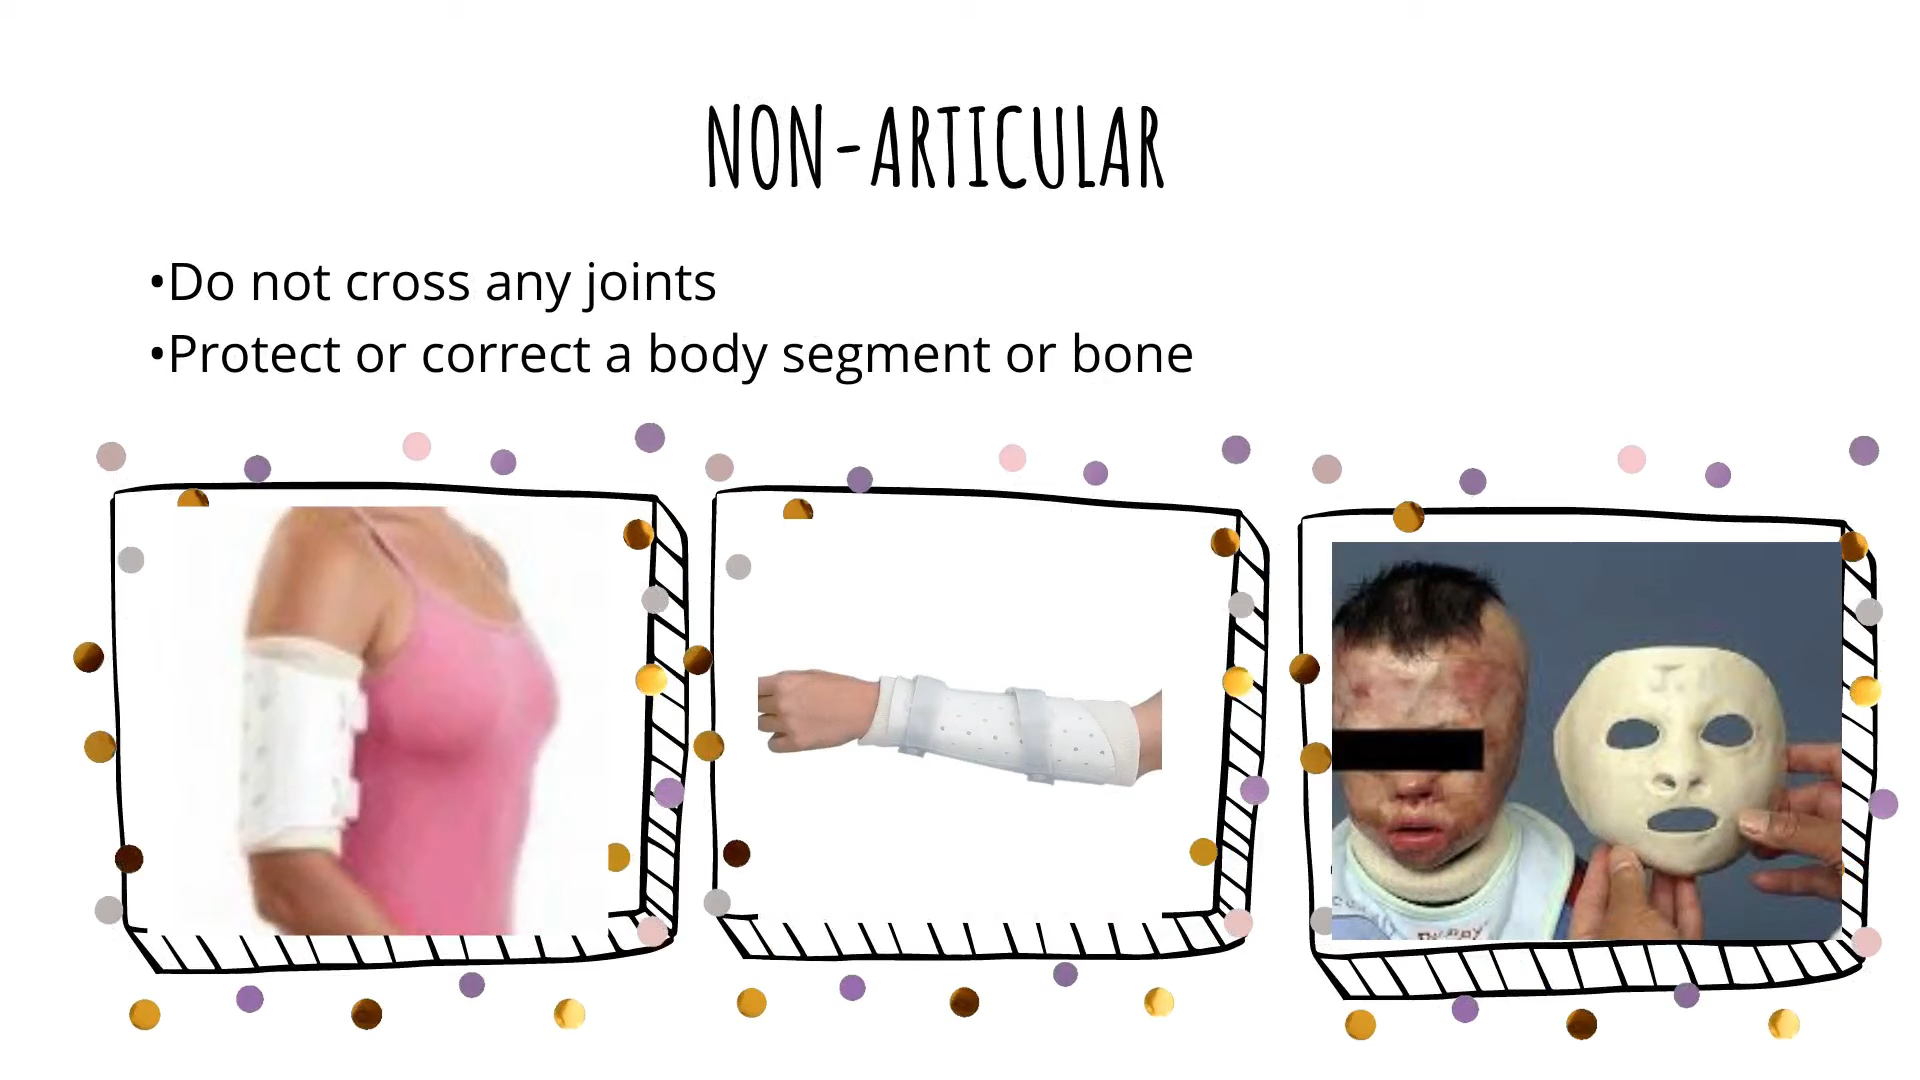 NON-ARTICULAR
•Do not cross any joints
•Protect or correct a body segment or bone